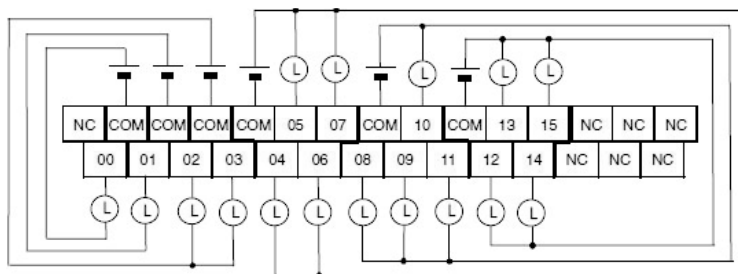 L L L L L
NC COM COM COM COM 05 07 COM 10 COM 13 15 NC NC NC
00 01 02 03 04 06 08 09 11 12 14 NC NC NC
L L L L L L L L L L L